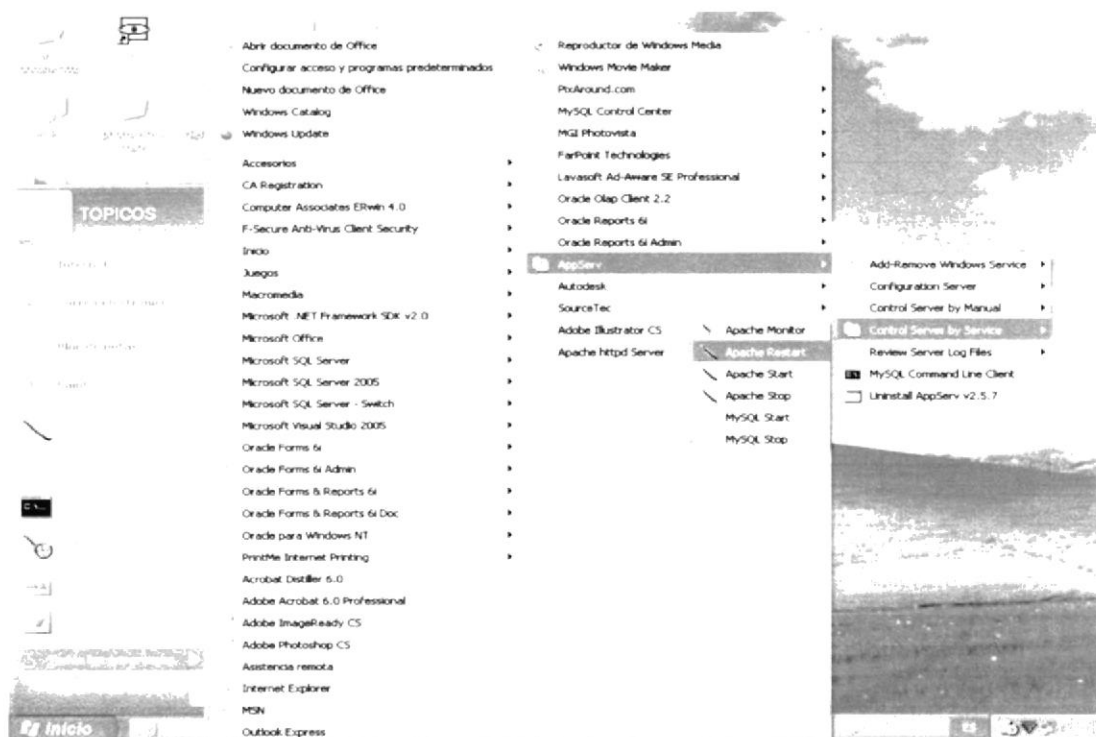 Abrir documento de Office
Configurar acceso y programas predeterminados
Nuevo documento de Office
Windows Catalog
Windows Update
Accesorios
CA Registration
Computer Associates ERwin 4.0
F-Secure Anti-Virus Client Security
Inicio
Juegos
Macromedia
Microsoft .NET Framework SDK v2.0
Microsoft Office
Microsoft SQL Server
Microsoft SQL Server 2005
Microsoft SQL Server - Switch
Microsoft Visual Studio 2005
Oracle Forms 6i
Oracle Forms 6i Admin
Oracle Forms & Reports 6i
Oracle Forms & Reports 6i Doc
Oracle para Windows NT
PrintMe Internet Printing
Acrobat Distiller 6.0
Adobe Acrobat 6.0 Professional
Adobe ImageReady CS
Adobe Photoshop CS
Asistencia remota
Internet Explorer
MSN
Outlook Express
Reproductor de Windows Media
Windows Movie Maker
PixAround.com
MySQL Control Center
MGI Photovista
FarPoint Technologies
Lavasoft Ad-Aware SE Professional
Oracle Olap Client 2.2
Oracle Reports 6i
Oracle Reports 6i Admin
AppServ
Autodesk
SourceTec
Adobe Illustrator CS
Apache httpd Server
Add-Remove Windows Service
Configuration Server
Control Server by Manual
Control Server by Service
Review Server Log Files
MySQL Command Line Client
Uninstall AppServ v2.5.7
Apache Monitor
Apache Restart
Apache Start
Apache Stop
MySQL Start
MySQL Stop
TOPICOS
Inicio
ES